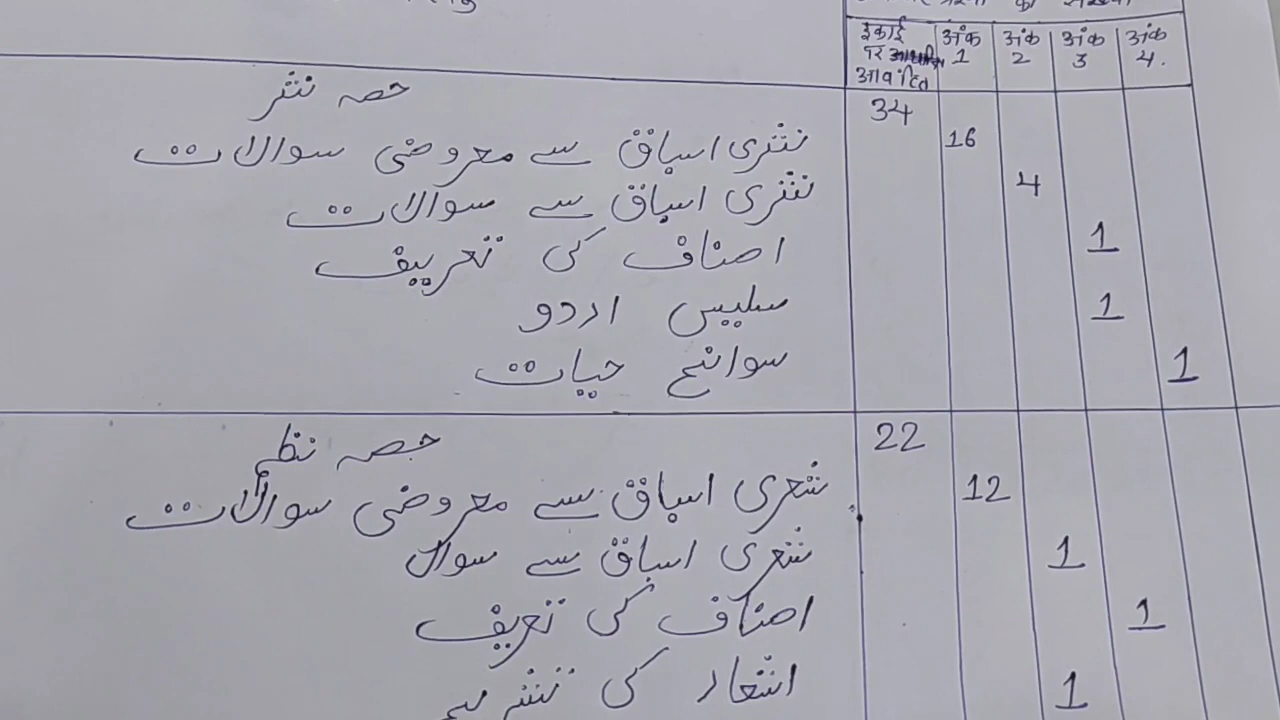 इकाई पर आवंटित अंक 1 अंक 2 अंक 3 अंक 4.
حصہ نثر 34
نثری اسباق سے معروضی سوالات 16
نثری اسباق سے سوالات 4
اصناف کی تعریف 1
سلیس اردو 1
سوانح حیات 1
حصہ نظم 22
شعری اسباق سے معروضی سوالات 12
شعری اسباق سے سوال 1
اصناف کی تعریف 1
اشعار کی تشریح 1